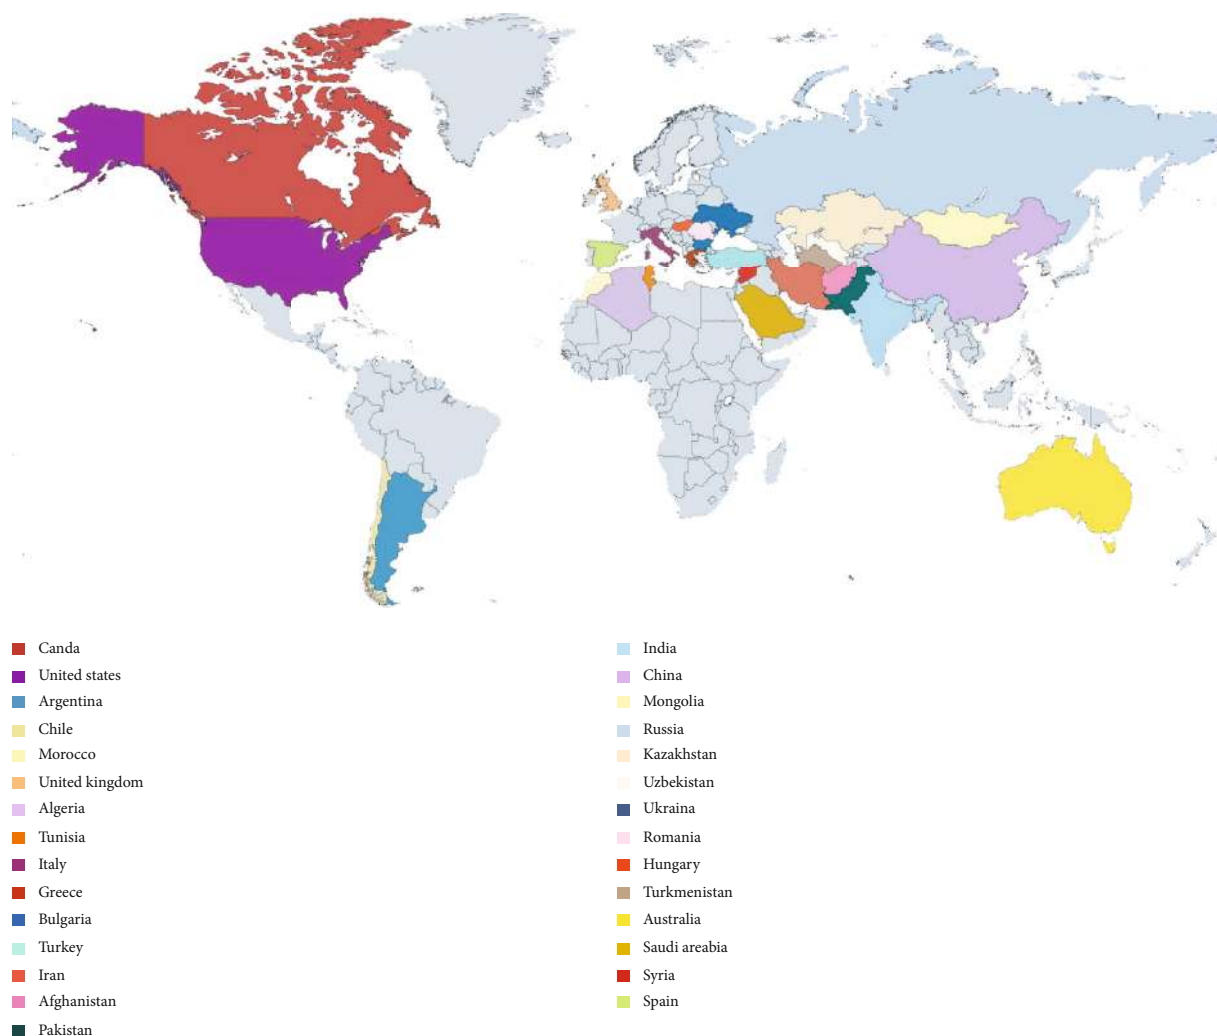 Canda
United states
Argentina
Chile
Morocco
United kingdom
Algeria
Tunisia
Italy
Greece
Bulgaria
Turkey
Iran
Afghanistan
Pakistan
India
China
Mongolia
Russia
Kazakhstan
Uzbekistan
Ukraina
Romania
Hungary
Turkmenistan
Australia
Saudi areabia
Syria
Spain